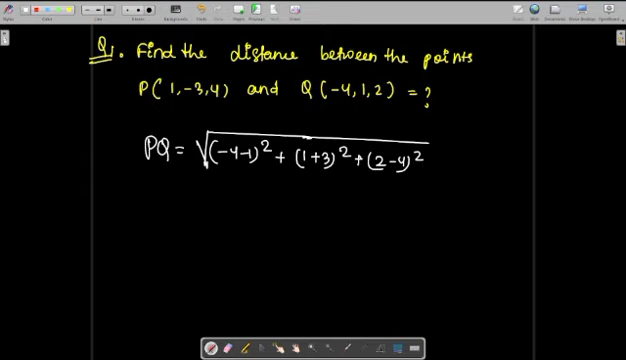 Q1. Find the distance between the points
P(1,-3,4) and Q(-4,1,2) = ?
PQ = √(-4-1)² + (1+3)² + (2-4)²